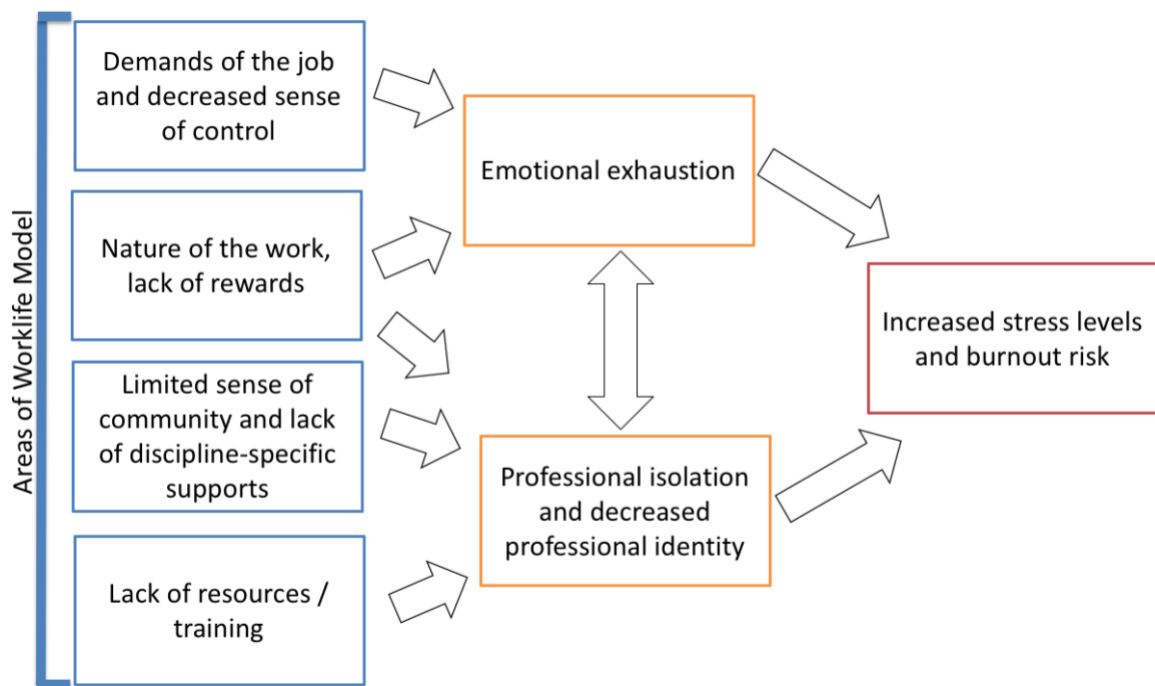 Areas of Worklife Model
Demands of the job
and decreased sense
of control
Nature of the work,
lack of rewards
Limited sense of
community and lack
of discipline-specific
supports
Lack of resources /
training
Emotional exhaustion
Professional isolation
and decreased
professional identity
Increased stress levels
and burnout risk